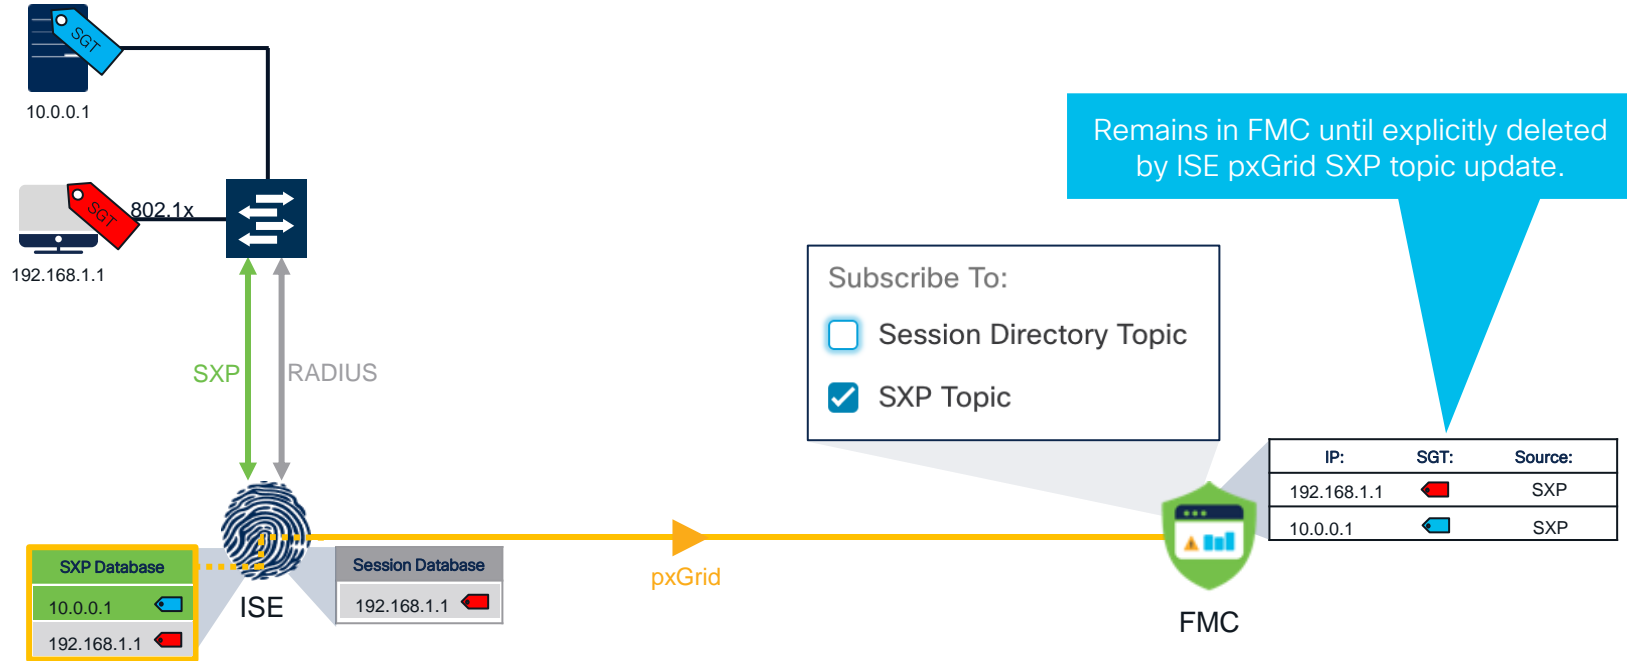 SGT
10.0.0.1
SGT
802.1x
192.168.1.1
SXP
RADIUS
Remains in FMC until explicitly deleted
by ISE pxGrid SXP topic update.
Subscribe To:
Session Directory Topic
SXP Topic
IP: SGT: Source:
192.168.1.1 SXP
10.0.0.1 SXP
SXP Database
10.0.0.1
192.168.1.1
ISE
Session Database
192.168.1.1
pxGrid
FMC